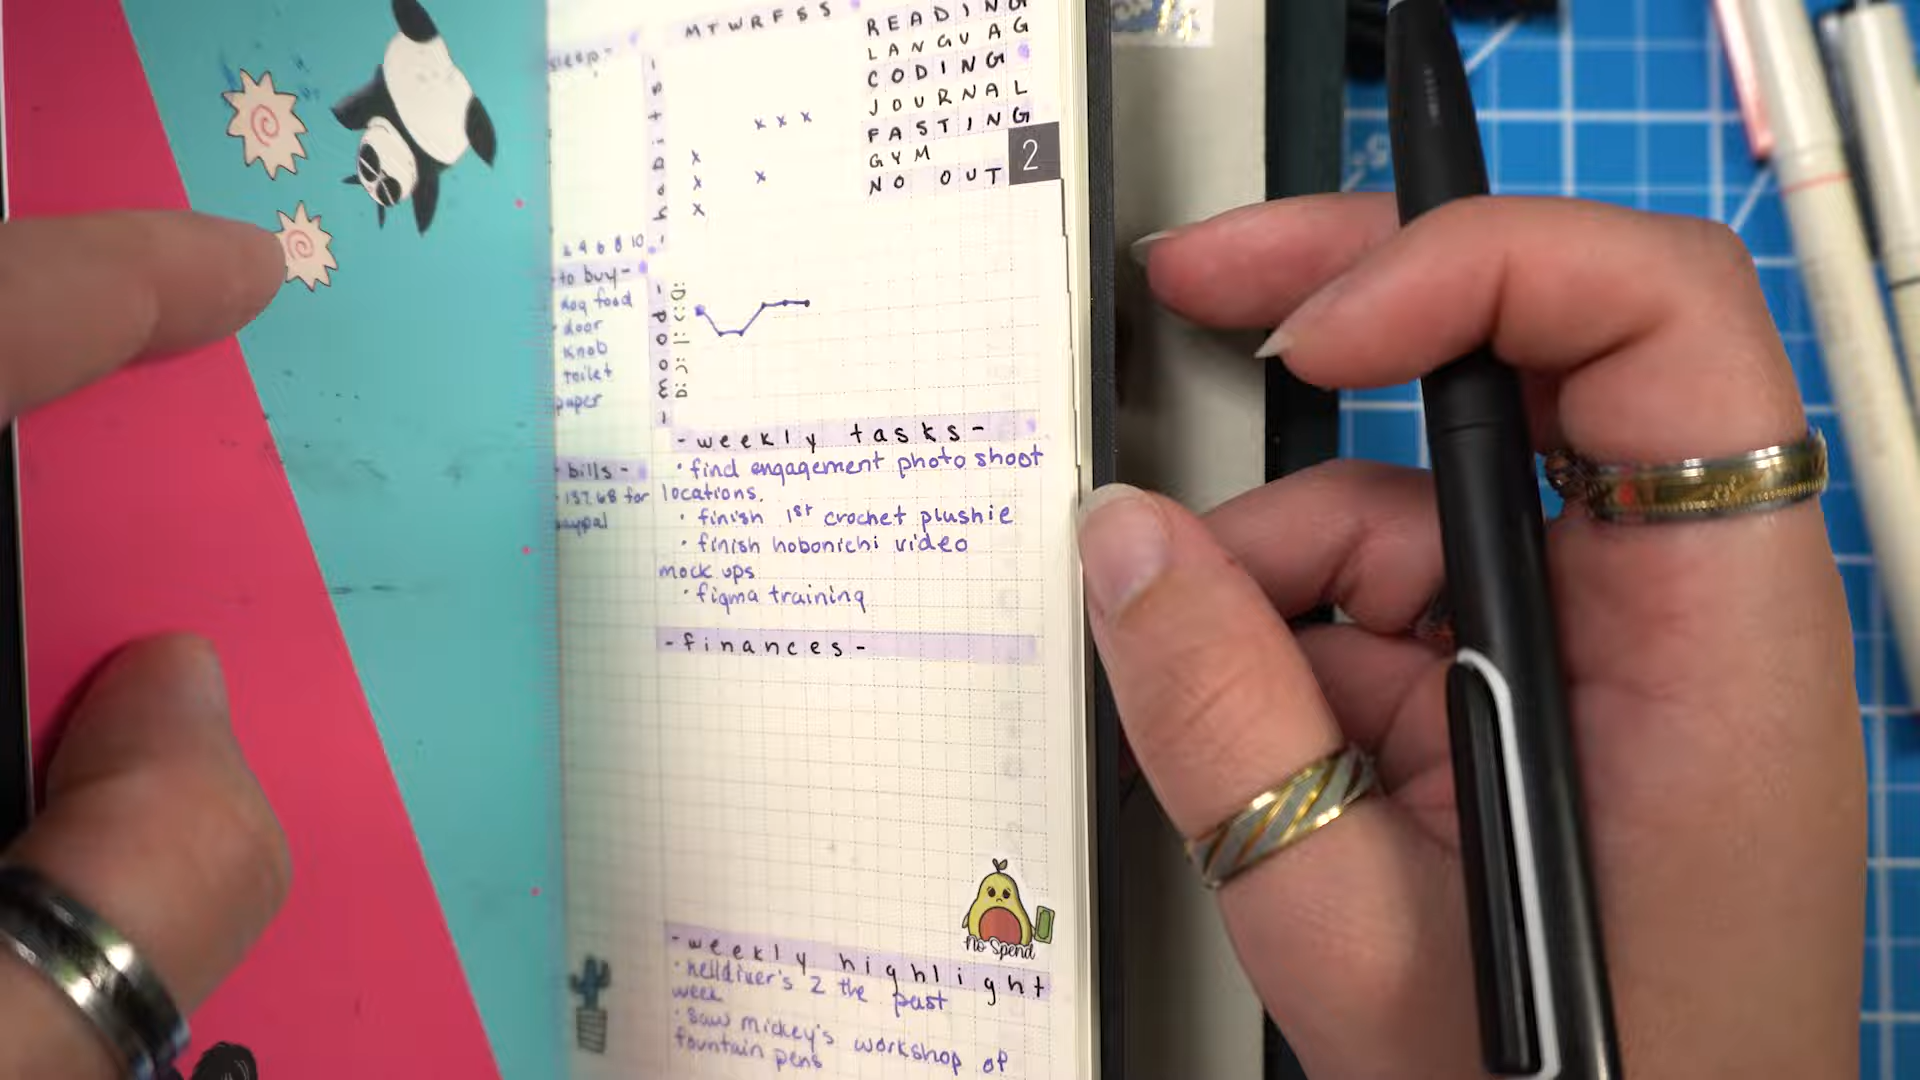 sleep-
2 4 6 8 10
-to buy-
dog food
door
knob
toilet
paper
-bills-
137.68 for
paypal
MTWRFSS
READING
LANGUAG
CODING
JOURNAL
FASTING
GYM
NO OUT
2
x x x
x
x x
x
-mood-
-weekly tasks-
· find engagement photo shoot
locations.
· finish 1st crochet plushie
· finish hobonichi video
mock ups
· figma training
-finances-
No Spend
-weekly highlight
· helldiver's 2 the past
week
· saw mickey's workshop of
fountain pens